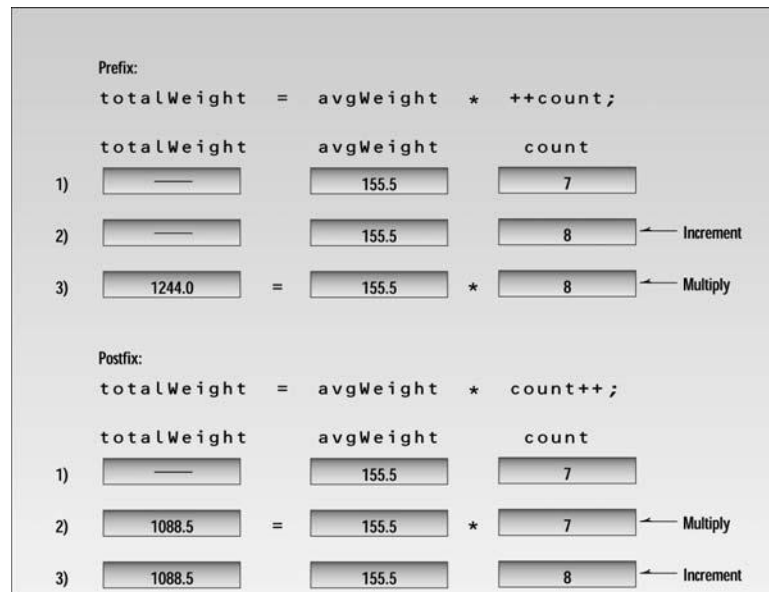 Prefix:
totalWeight = avgWeight * ++count;
totalWeight avgWeight count
1) — 155.5 7
2) — 155.5 8 Increment
3) 1244.0 = 155.5 * 8 Multiply
Postfix:
totalWeight = avgWeight * count++;
totalWeight avgWeight count
1) — 155.5 7
2) 1088.5 = 155.5 * 7 Multiply
3) 1088.5 155.5 8 Increment